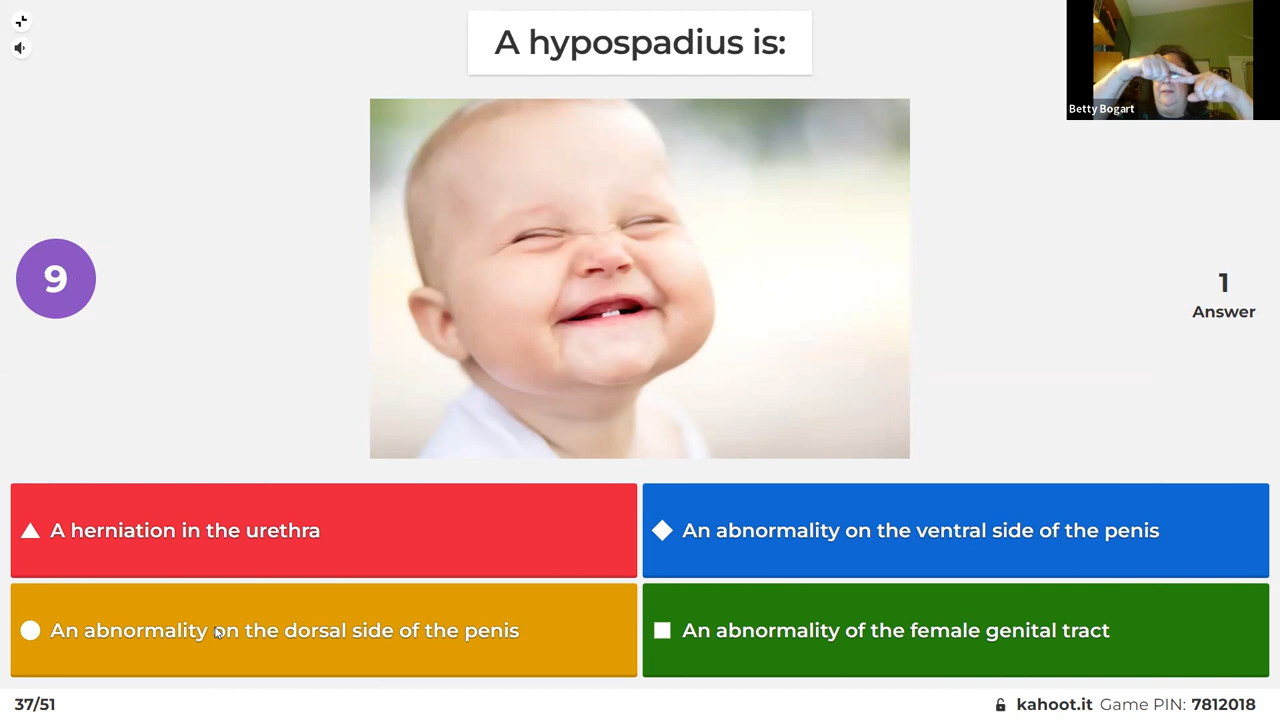 A hypospadius is:
Betty Bogart
9
1
Answer
A herniation in the urethra
An abnormality on the ventral side of the penis
An abnormality on the dorsal side of the penis
An abnormality of the female genital tract
37/51
kahoot.it Game PIN: 7812018